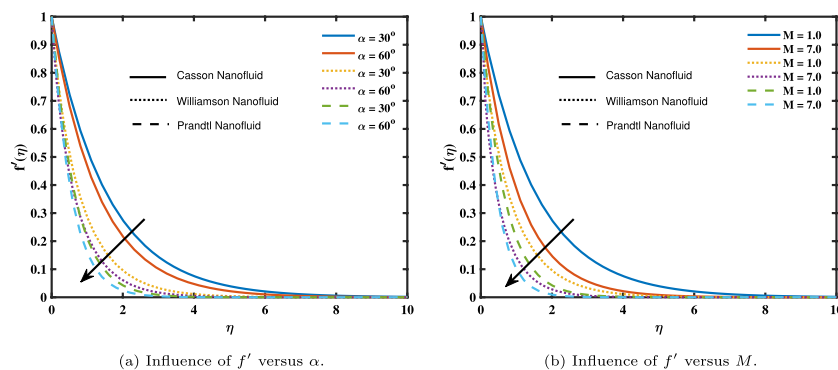 1
0.9
0.8
0.7
0.6
0.5
0.4
0.3
0.2
0.1
0
f′(η)
0 2 4 6 8 10
η
Casson Nanofluid
Williamson Nanofluid
Prandtl Nanofluid
α = 30°
α = 60°
α = 30°
α = 60°
α = 30°
α = 60°
(a) Influence of f′ versus α.
1
0.9
0.8
0.7
0.6
0.5
0.4
0.3
0.2
0.1
0
f′(η)
0 2 4 6 8 10
η
Casson Nanofluid
Williamson Nanofluid
Prandtl Nanofluid
M = 1.0
M = 7.0
M = 1.0
M = 7.0
M = 1.0
M = 7.0
(b) Influence of f′ versus M.